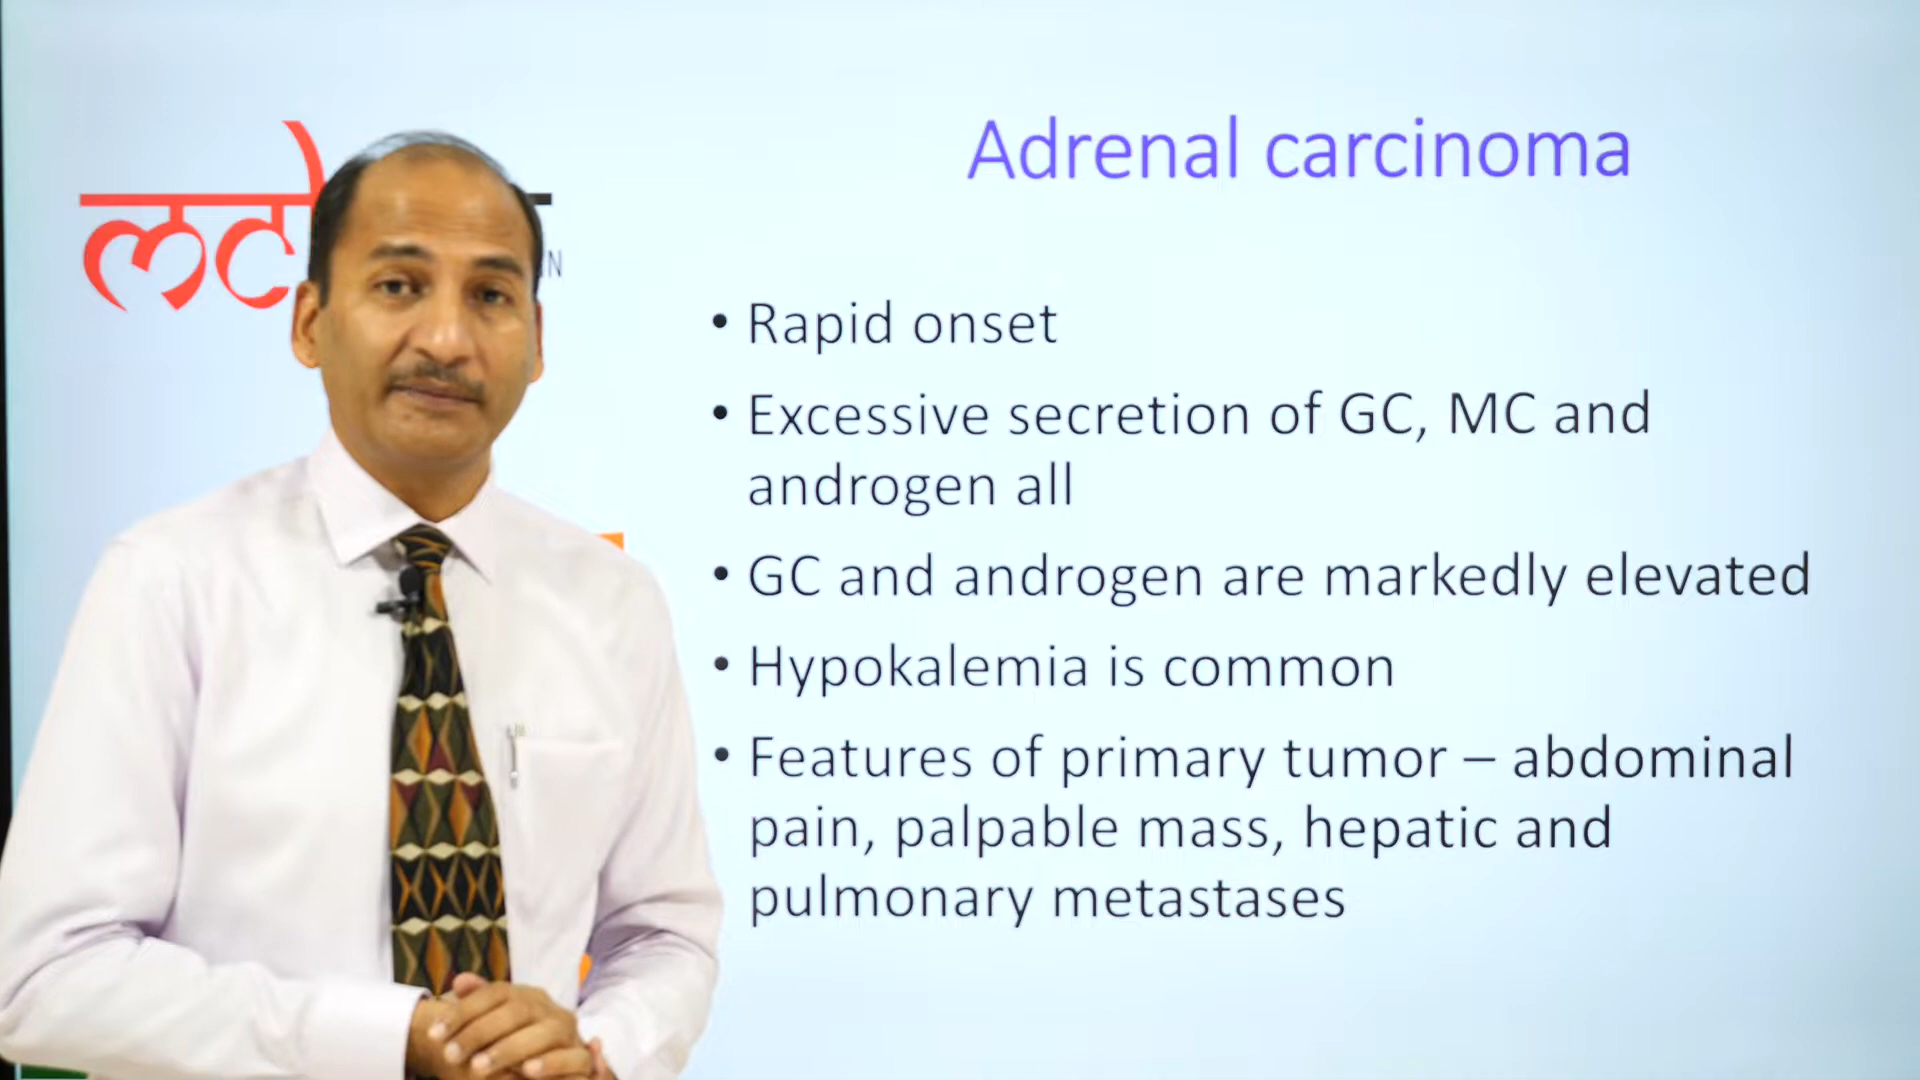 Adrenal carcinoma
• Rapid onset
• Excessive secretion of GC, MC and
androgen all
• GC and androgen are markedly elevated
• Hypokalemia is common
• Features of primary tumor – abdominal
pain, palpable mass, hepatic and
pulmonary metastases